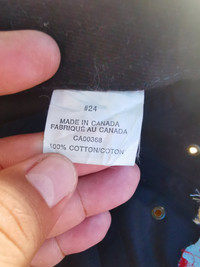 #24
MADE IN CANADA
FABRIQUE AU CANADA
CA00368
100% COTTON/COTON